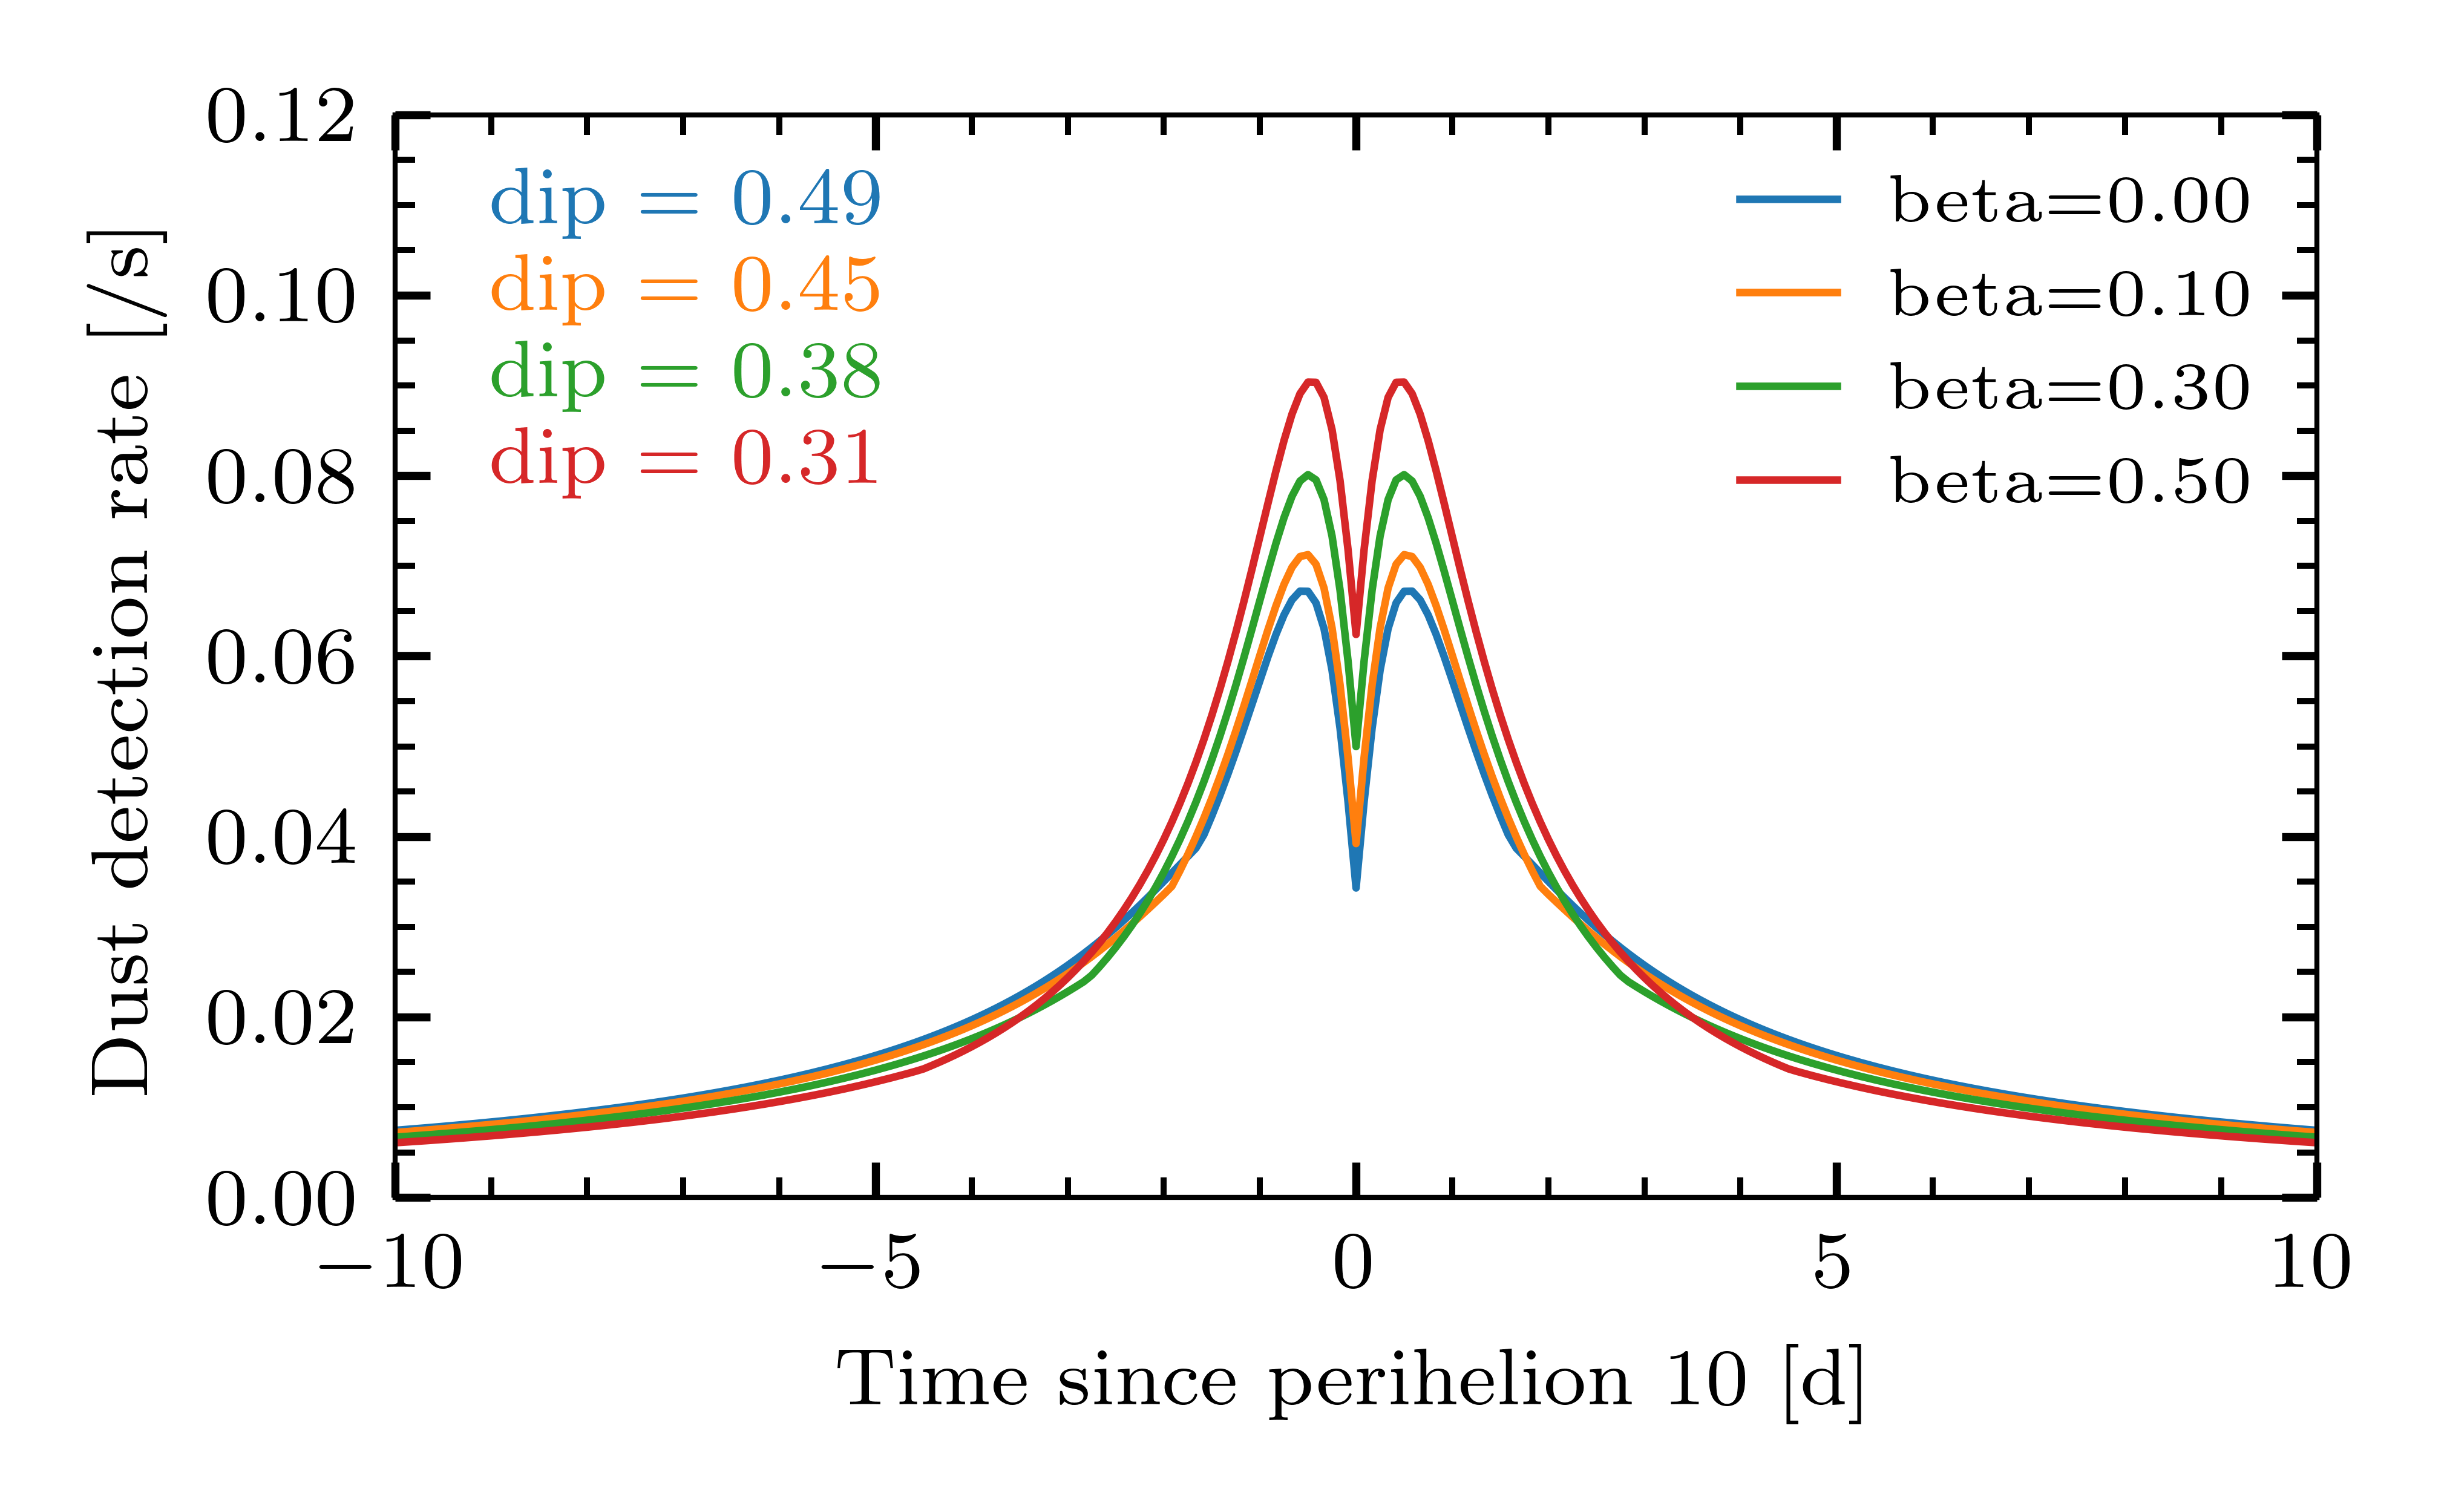 0.12
0.10
0.08
0.06
0.04
0.02
0.00
Dust detection rate [/s]
dip = 0.49
dip = 0.45
dip = 0.38
dip = 0.31
beta=0.00
beta=0.10
beta=0.30
beta=0.50
−10 −5 0 5 10
Time since perihelion 10 [d]